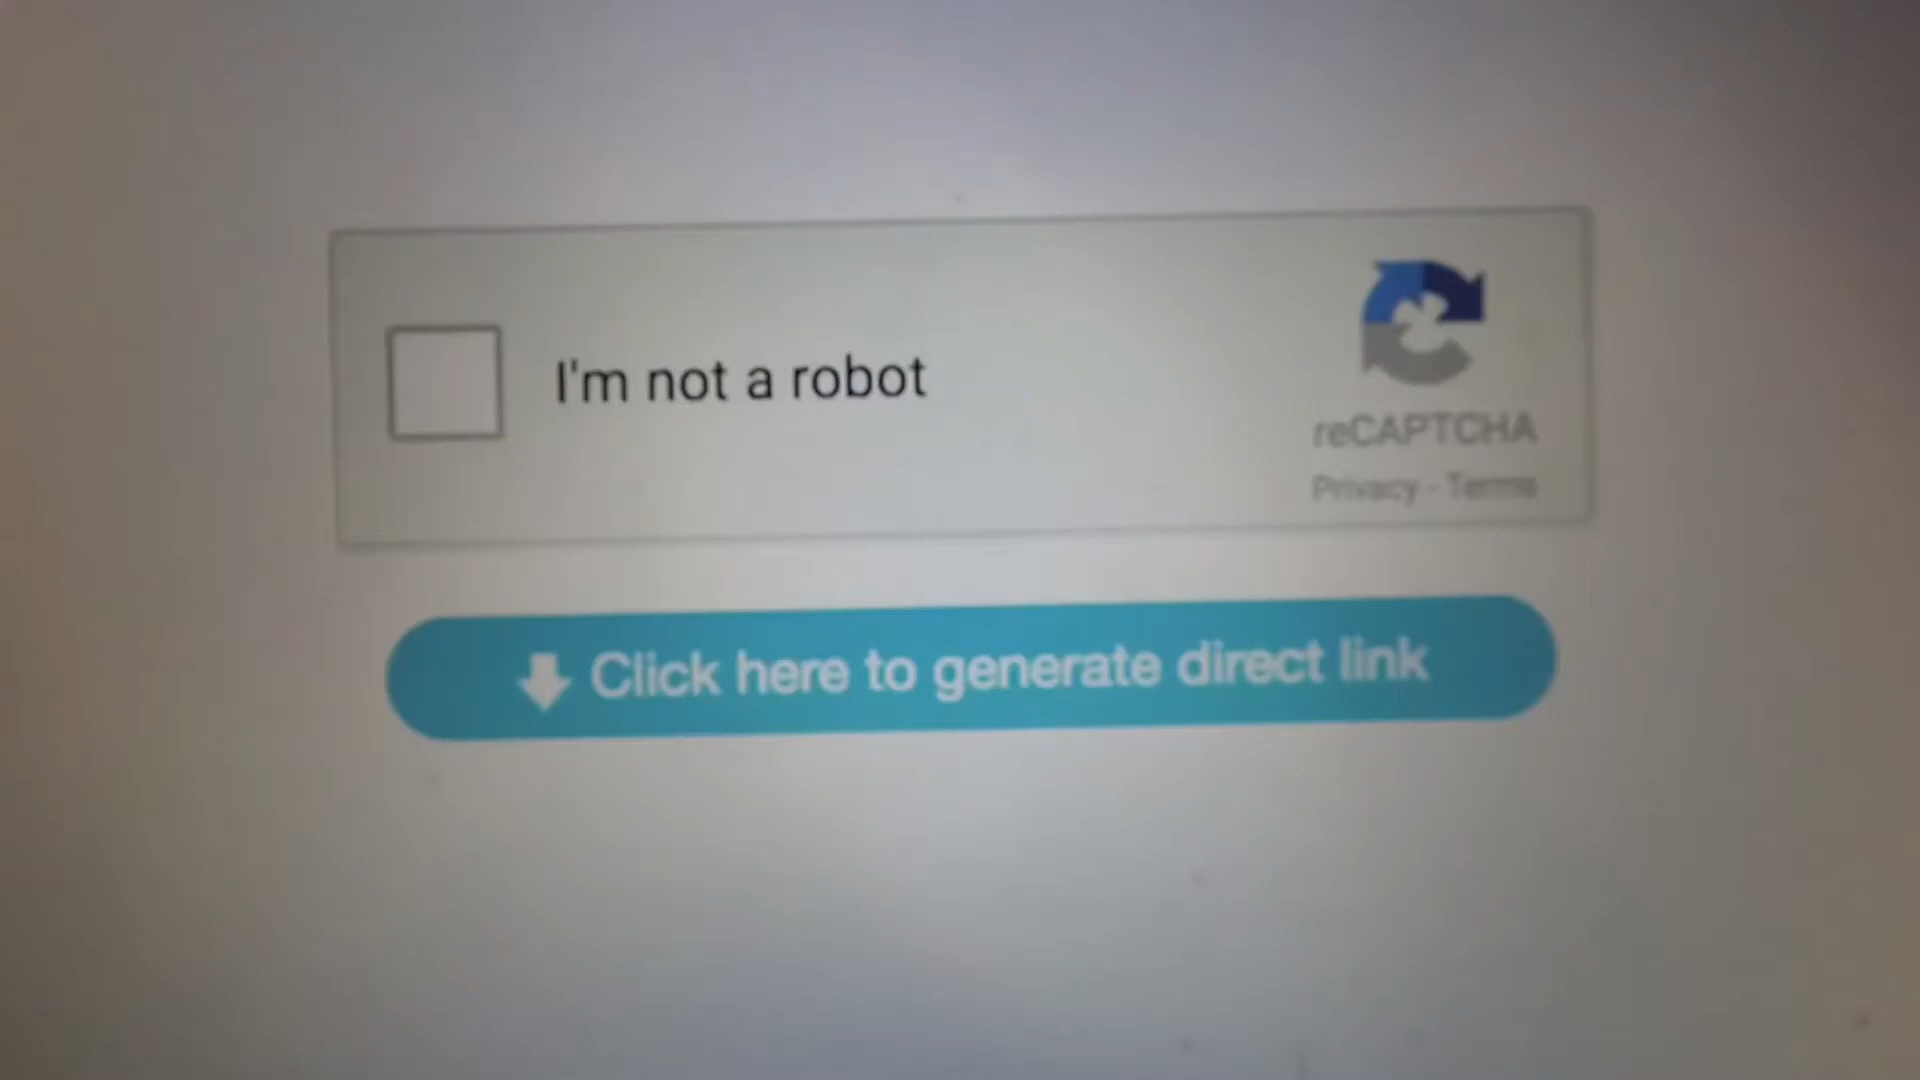 I'm not a robot
reCAPTCHA
Privacy - Terms
Click here to generate direct link